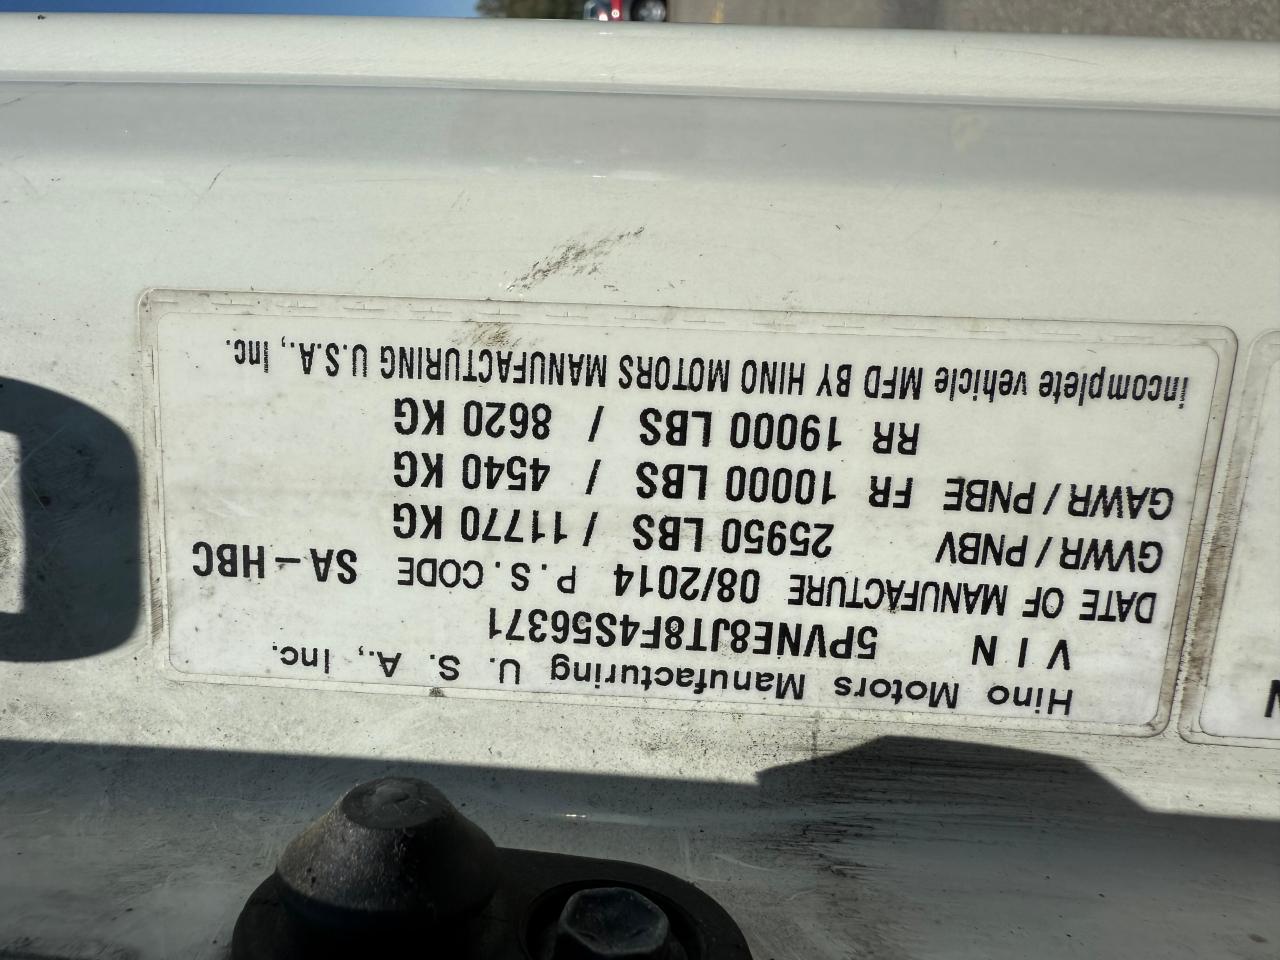 Hino Motors Manufacturing U. S. A., Inc.
V I N 5PVNE8JT8F4S56371
DATE OF MANUFACTURE 08/2014 P.S.CODE SA-HBC
GVWR/PNBV 25950 LBS / 11770 KG
GAWR/PNBE FR 10000 LBS / 4540 KG
RR 19000 LBS / 8620 KG
incomplete vehicle MFD BY HINO MOTORS MANUFACTURING U.S.A., Inc.